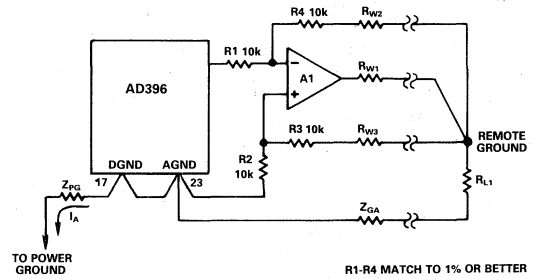 R4 10k
RW2
R1 10k
A1
RW1
AD396
R3 10k
RW3
REMOTE
GROUND
R2
10k
DGND
AGND
17
23
ZPG
IA
ZGA
RL1
TO POWER
GROUND
R1-R4 MATCH TO 1% OR BETTER